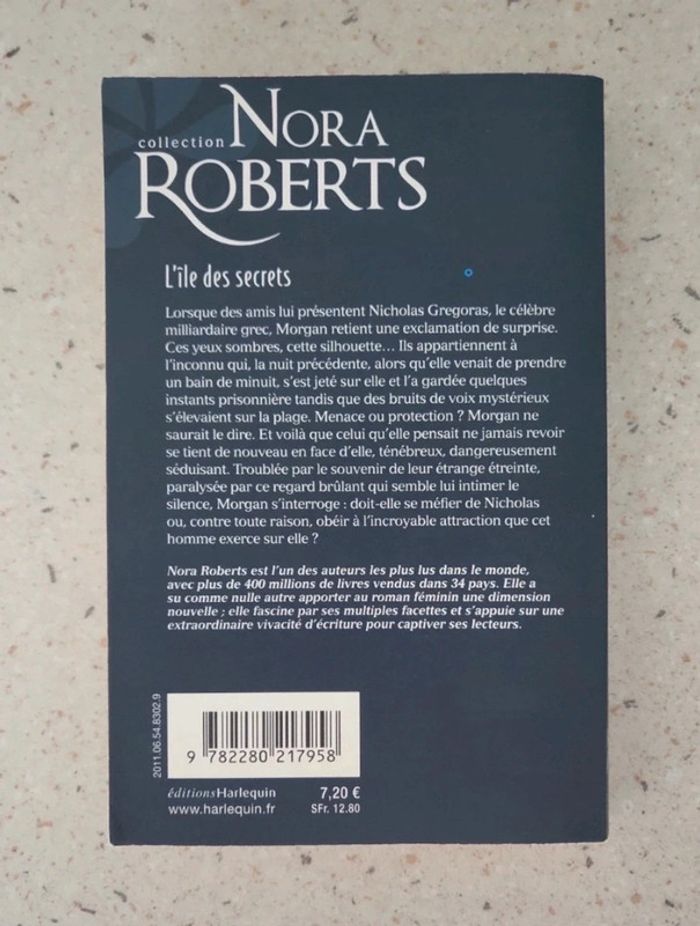 collection NORA
ROBERTS
L'île des secrets
Lorsque des amis lui présentent Nicholas Gregoras, le célèbre
milliardaire grec, Morgan retient une exclamation de surprise.
Ces yeux sombres, cette silhouette… Ils appartiennent à
l'inconnu qui, la nuit précédente, alors qu'elle venait de prendre
un bain de minuit, s'est jeté sur elle et l'a gardée quelques
instants prisonnière tandis que des bruits de voix mystérieux
s'élevaient sur la plage. Menace ou protection ? Morgan ne
saurait le dire. Et voilà que celui qu'elle pensait ne jamais revoir
se tient de nouveau en face d'elle, ténébreux, dangereusement
séduisant. Troublée par le souvenir de leur étrange étreinte,
paralysée par ce regard brûlant qui semble lui intimer le
silence, Morgan s'interroge : doit-elle se méfier de Nicholas
ou, contre toute raison, obéir à l'incroyable attraction que cet
homme exerce sur elle ?
Nora Roberts est l'un des auteurs les plus lus dans le monde,
avec plus de 400 millions de livres vendus dans 34 pays. Elle a
su comme nulle autre apporter au roman féminin une dimension
nouvelle ; elle fascine par ses multiples facettes et s'appuie sur une
extraordinaire vivacité d'écriture pour captiver ses lecteurs.
2011.06.54.8302.9
9 782280 217958
éditionsHarlequin 7,20 €
www.harlequin.fr SFr. 12.80